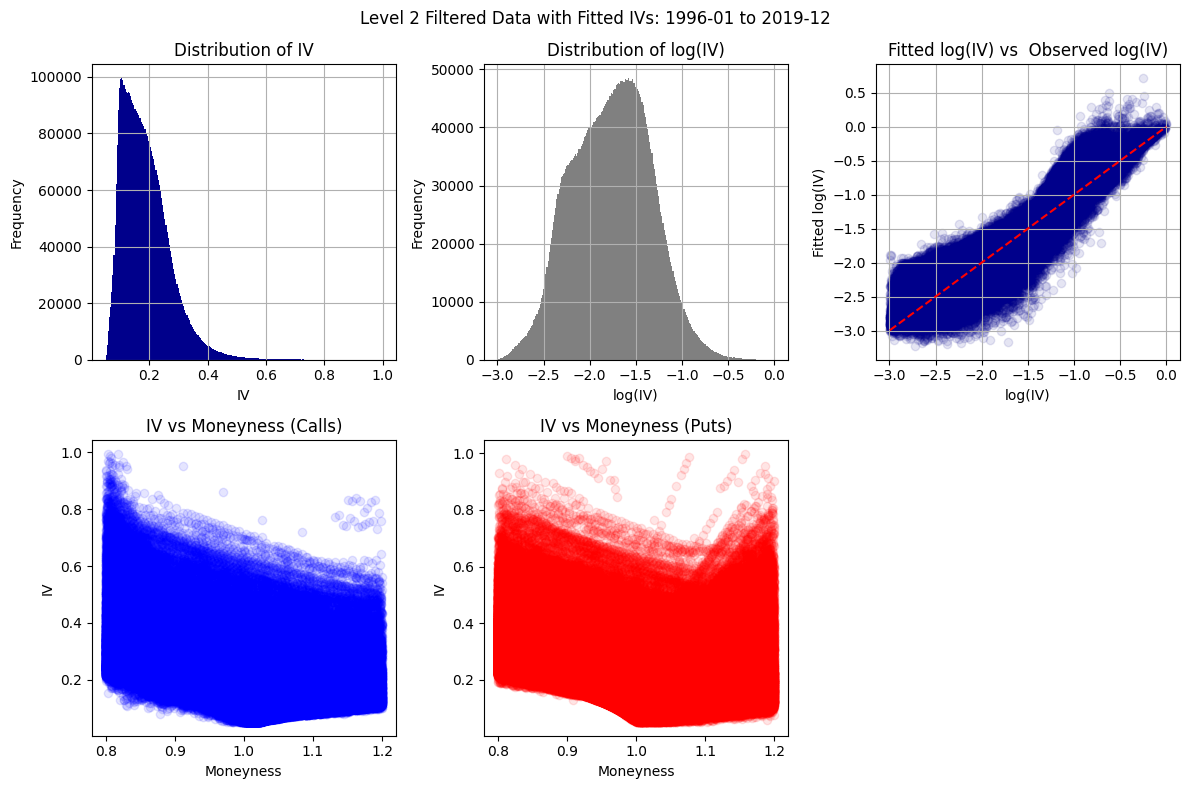 Level 2 Filtered Data with Fitted IVs: 1996-01 to 2019-12
Distribution of IV
100000
80000
60000
40000
20000
0
Frequency
0.2 0.4 0.6 0.8 1.0
IV
Distribution of log(IV)
50000
40000
30000
20000
10000
0
Frequency
−3.0 −2.5 −2.0 −1.5 −1.0 −0.5 0.0
log(IV)
Fitted log(IV) vs  Observed log(IV)
0.5
0.0
−0.5
−1.0
−1.5
−2.0
−2.5
−3.0
Fitted log(IV)
−3.0 −2.5 −2.0 −1.5 −1.0 −0.5 0.0
log(IV)
IV vs Moneyness (Calls)
1.0
0.8
0.6
0.4
0.2
IV
0.8 0.9 1.0 1.1 1.2
Moneyness
IV vs Moneyness (Puts)
1.0
0.8
0.6
0.4
0.2
IV
0.8 0.9 1.0 1.1 1.2
Moneyness